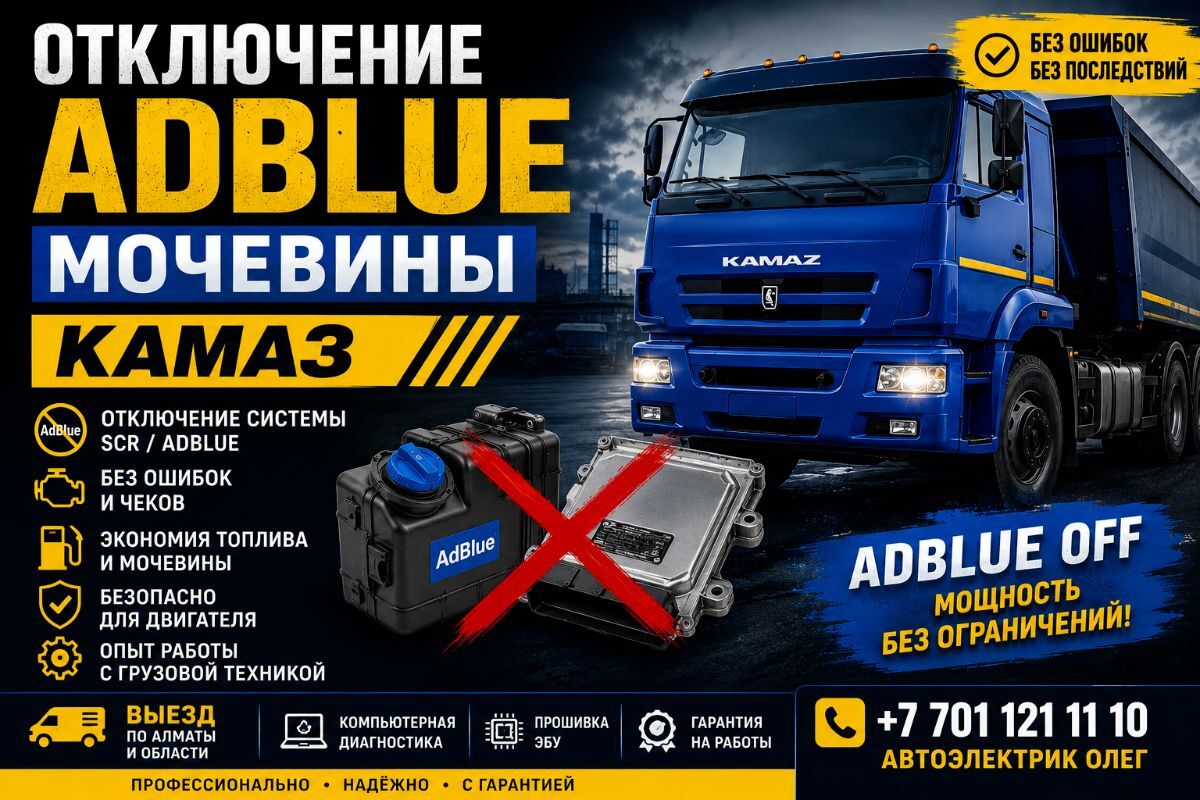 ОТКЛЮЧЕНИЕ
ADBLUE
МОЧЕВИНЫ
КАМАЗ
БЕЗ ОШИБОК
БЕЗ ПОСЛЕДСТВИЙ
KAMAZ
AdBlue
ОТКЛЮЧЕНИЕ СИСТЕМЫ
SCR / ADBLUE
БЕЗ ОШИБОК
И ЧЕКОВ
ЭКОНОМИЯ ТОПЛИВА
И МОЧЕВИНЫ
БЕЗОПАСНО
ДЛЯ ДВИГАТЕЛЯ
ОПЫТ РАБОТЫ
С ГРУЗОВОЙ ТЕХНИКОЙ
AdBlue
ADBLUE OFF
МОЩНОСТЬ
БЕЗ ОГРАНИЧЕНИЙ!
ВЫЕЗД
ПО АЛМАТЫ
И ОБЛАСТИ
КОМПЬЮТЕРНАЯ
ДИАГНОСТИКА
ПРОШИВКА
ЭБУ
ГАРАНТИЯ
НА РАБОТЫ
+7 701 121 11 10
АВТОЭЛЕКТРИК ОЛЕГ
ПРОФЕССИОНАЛЬНО • НАДЁЖНО • С ГАРАНТИЕЙ